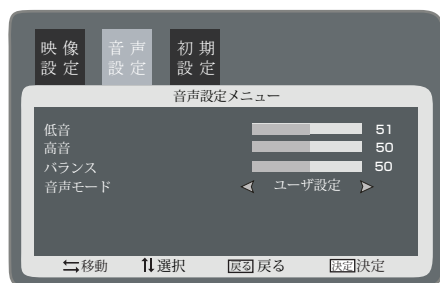 映像 音声 初期
設定 設定 設定
音声設定メニュー
低音 51
高音 50
バランス 50
音声モード ユーザ設定
移動 選択 戻る 戻る 決定 決定